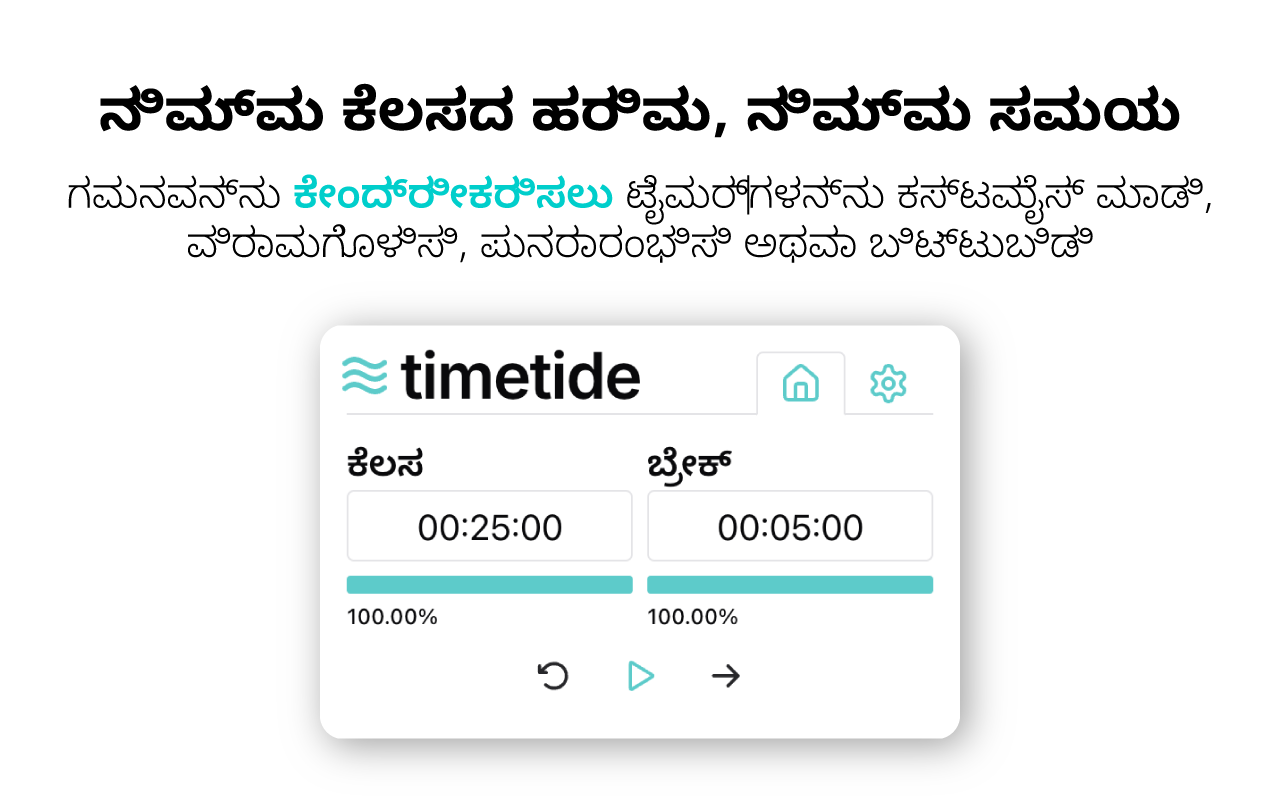 ನಿಮ್ಮ ಕೆಲಸದ ಹರಿಮ, ನಿಮ್ಮ ಸಮಯ
ಗಮನವನ್ನು ಕೇಂದ್ರೀಕರಿಸಲು ಟೈಮರ್‌ಗಳನ್ನು ಕಸ್ಟಮೈಸ್ ಮಾಡಿ,
ವಿರಾಮಗೊಳಿಸಿ, ಪುನರಾರಂಭಿಸಿ ಅಥವಾ ಬಿಟ್ಟುಬಿಡಿ
timetide
ಕೆಲಸ ಬ್ರೇಕ್
00:25:00 00:05:00
100.00% 100.00%